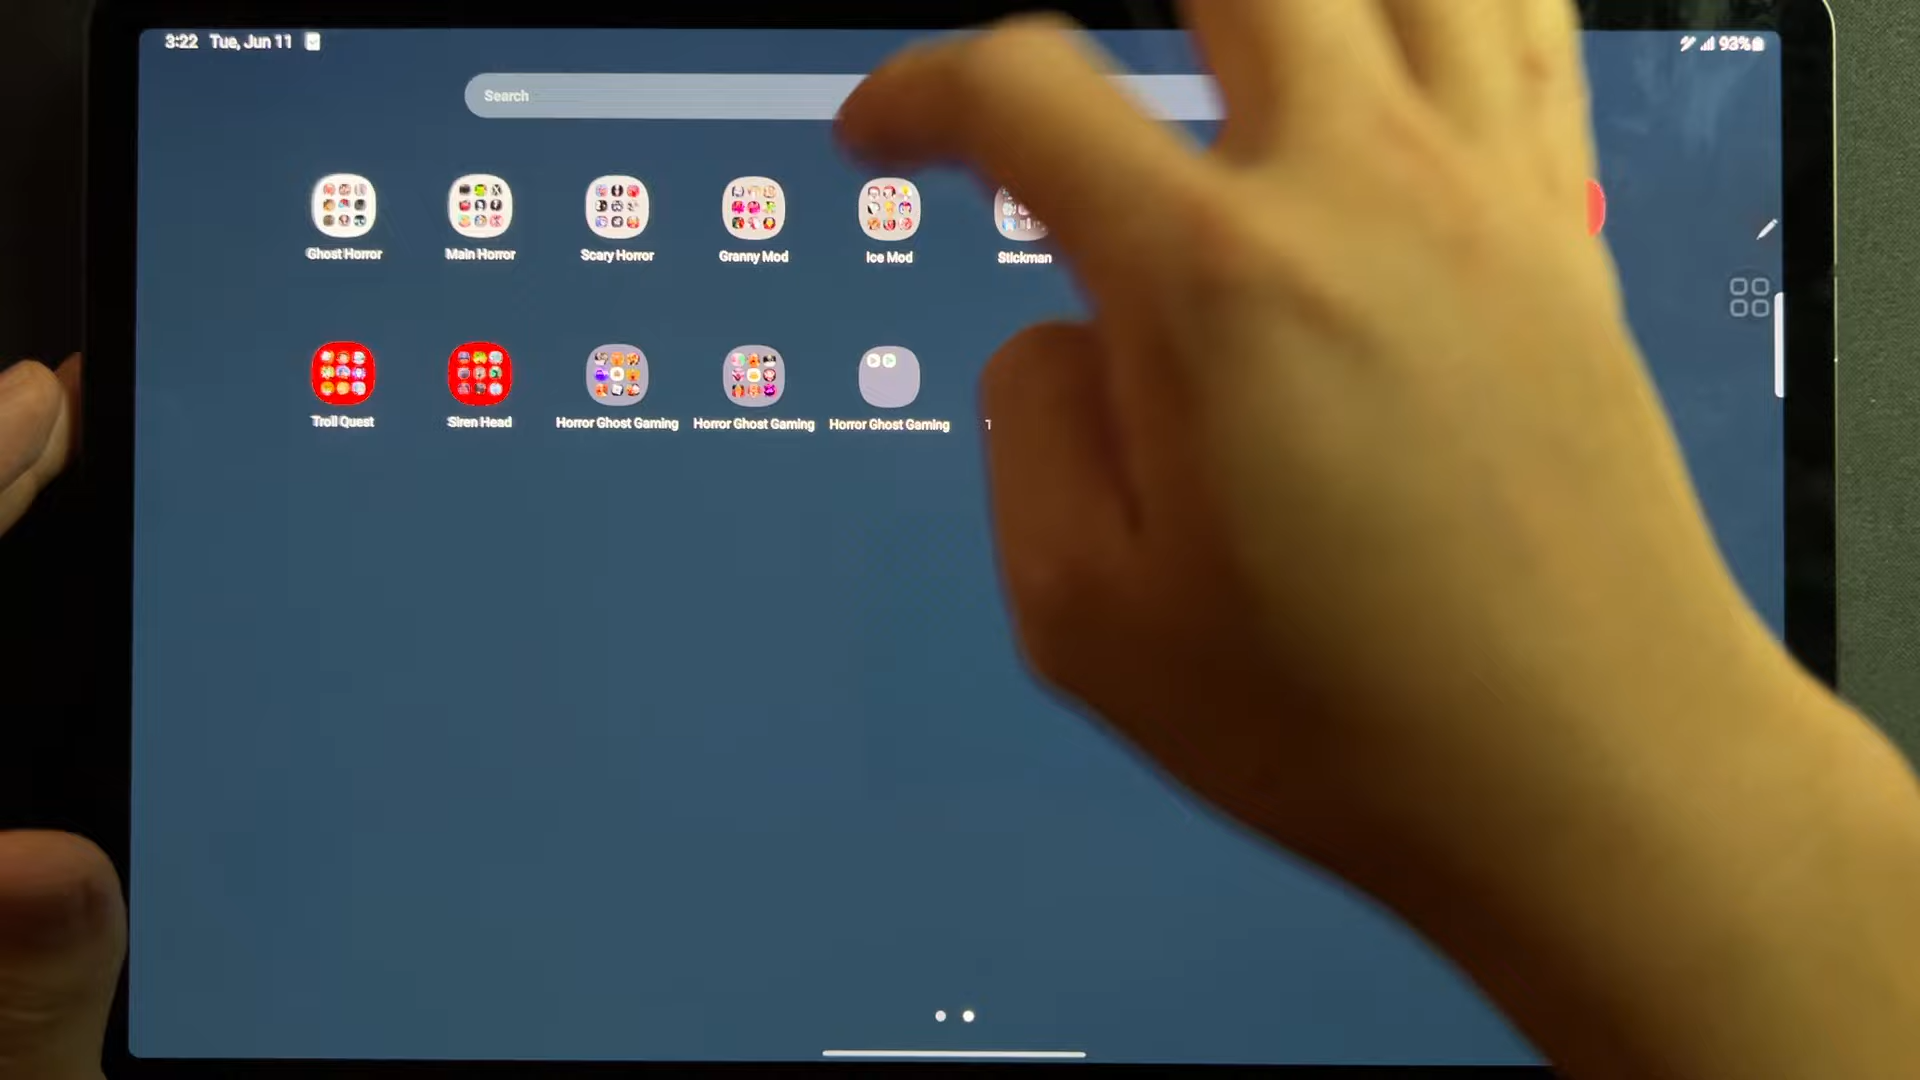 3:22 Tue, Jun 11
93%
Search
Ghost Horror
Main Horror
Scary Horror
Granny Mod
Ice Mod
Stickman
Troll Quest
Siren Head
Horror Ghost Gaming
Horror Ghost Gaming
Horror Ghost Gaming